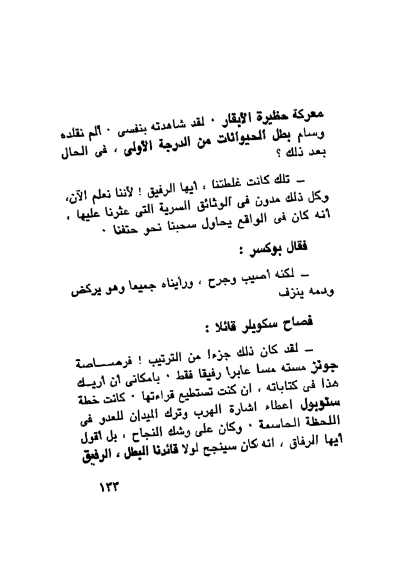 معركة حظيرة الأبقار · لقد شاهدته بنفسى · ألم نقلده
وسام بطل الحيوانات من الدرجة الأولى ، فى الحال
بعد ذلك ؟
ـ تلك كانت غلطتنا ، أيها الرفيق ! لأننا نعلم الآن،
وكل ذلك مدون فى الوثائق السرية التى عثرنا عليها ،
أنه كان فى الواقع يحاول سحبنا نحو حتفنا ·
فقال بوكسر :
ـ لكنه أصيب وجرح ، ورأيناه جميعا وهو يركض
ودمه ينزف
فصاح سكويلر قائلا :
ـ لقد كان ذلك جزءا من الترتيب ! فرصاصة
جونز مسته مسا عابرا رفيقا فقط · بامكانى أن أريك
هذا فى كتاباته ، ان كنت تستطيع قراءتها · كانت خطة
سنوبول اعطاء اشارة الهرب وترك الميدان للعدو فى
اللحظة الحاسمة · وكان على وشك النجاح ، بل أقول
أيها الرفاق ، انه كان سينجح لولا قائدنا البطل ، الرفيق
١٣٣